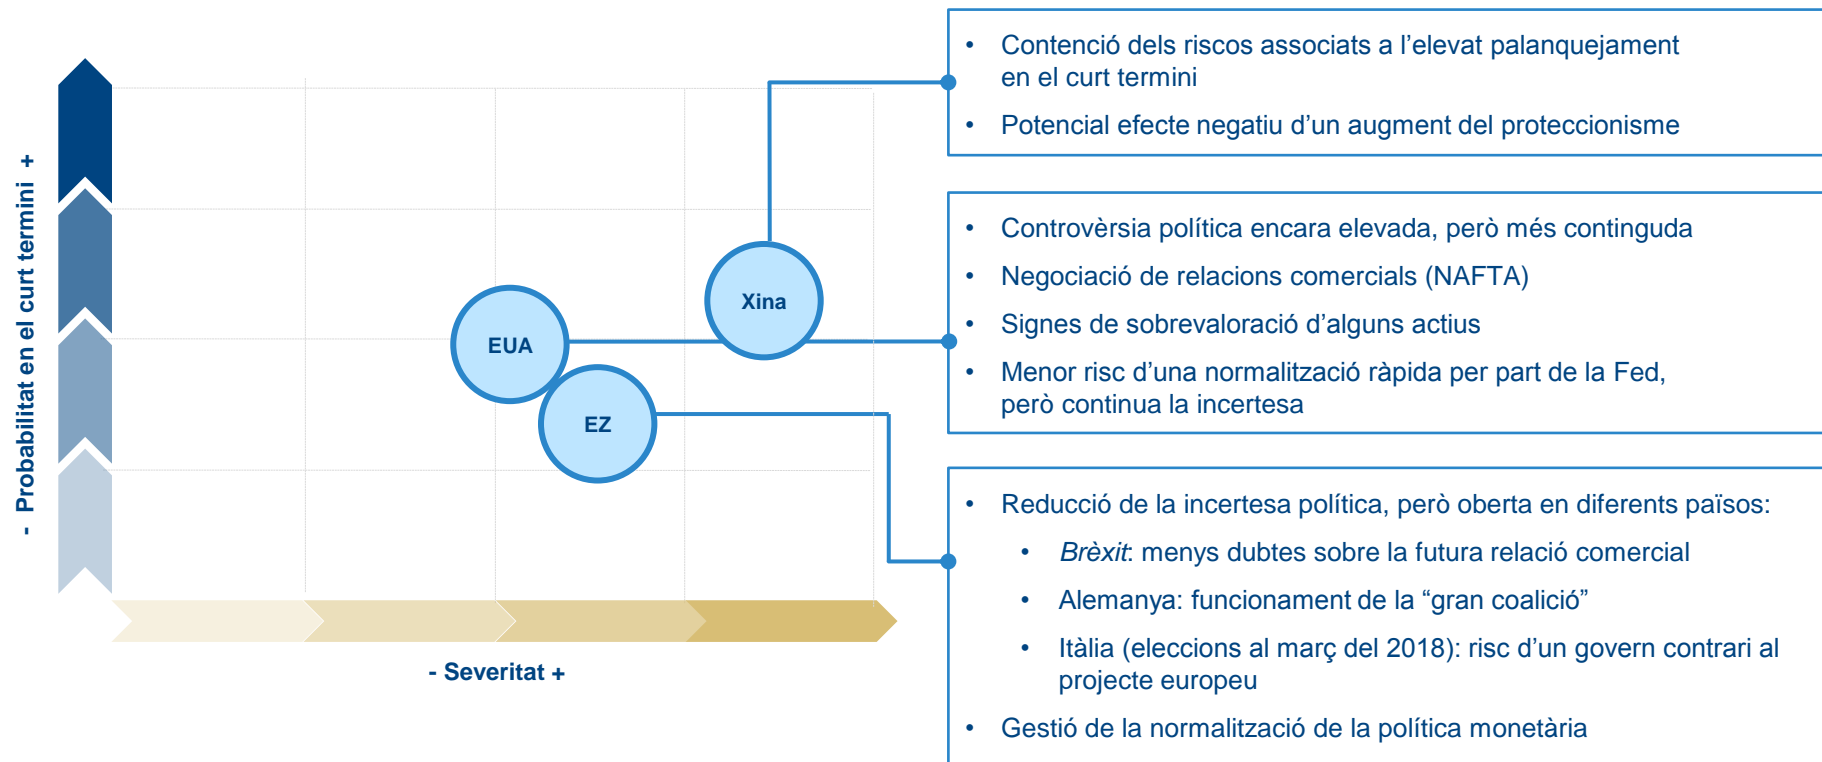 - Probabilitat en el curt termini +
EUA
EZ
Xina
- Severitat +
• Contenció dels riscos associats a l’elevat palanquejament
en el curt termini
• Potencial efecte negatiu d’un augment del proteccionisme
• Controvèrsia política encara elevada, però més continguda
• Negociació de relacions comercials (NAFTA)
• Signes de sobrevaloració d’alguns actius
• Menor risc d’una normalització ràpida per part de la Fed,
però continua la incertesa
• Reducció de la incertesa política, però oberta en diferents països:
• Brèxit: menys dubtes sobre la futura relació comercial
• Alemanya: funcionament de la “gran coalició”
• Itàlia (eleccions al març del 2018): risc d’un govern contrari al
projecte europeu
• Gestió de la normalització de la política monetària